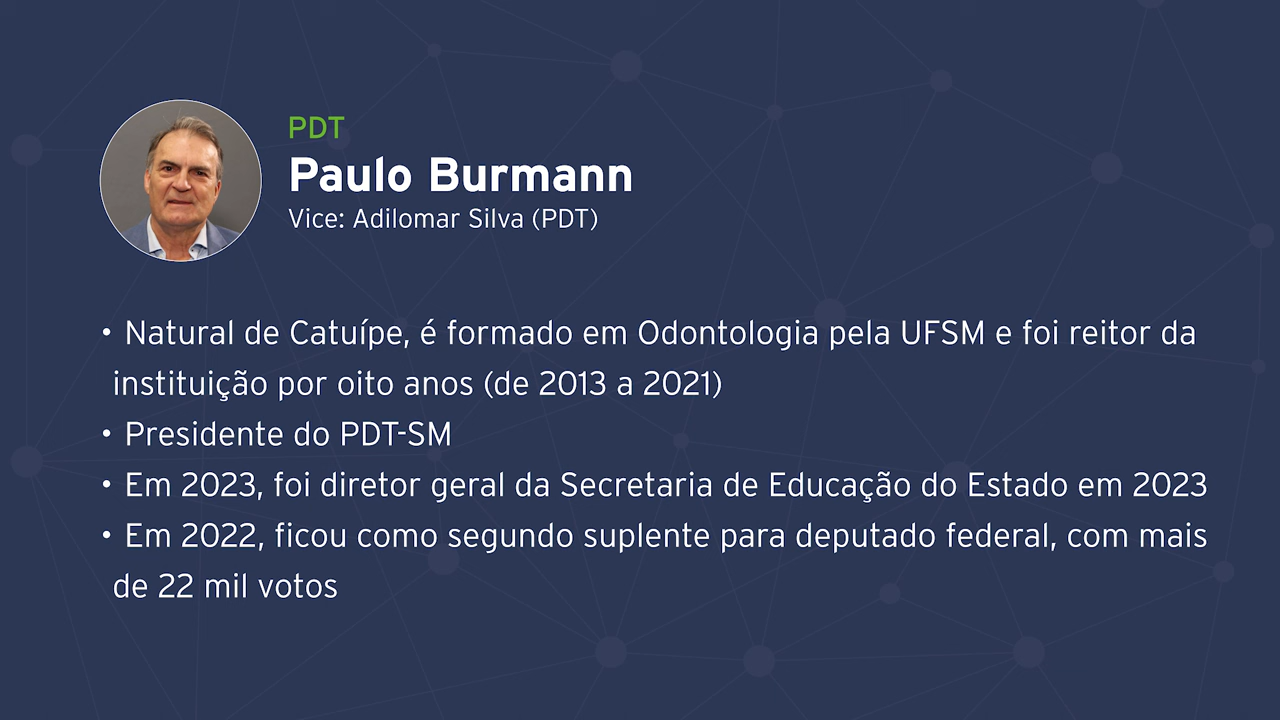 PDT
Paulo Burmann
Vice: Adilomar Silva (PDT)
• Natural de Catuípe, é formado em Odontologia pela UFSM e foi reitor da
instituição por oito anos (de 2013 a 2021)
• Presidente do PDT-SM
• Em 2023, foi diretor geral da Secretaria de Educação do Estado em 2023
• Em 2022, ficou como segundo suplente para deputado federal, com mais
de 22 mil votos